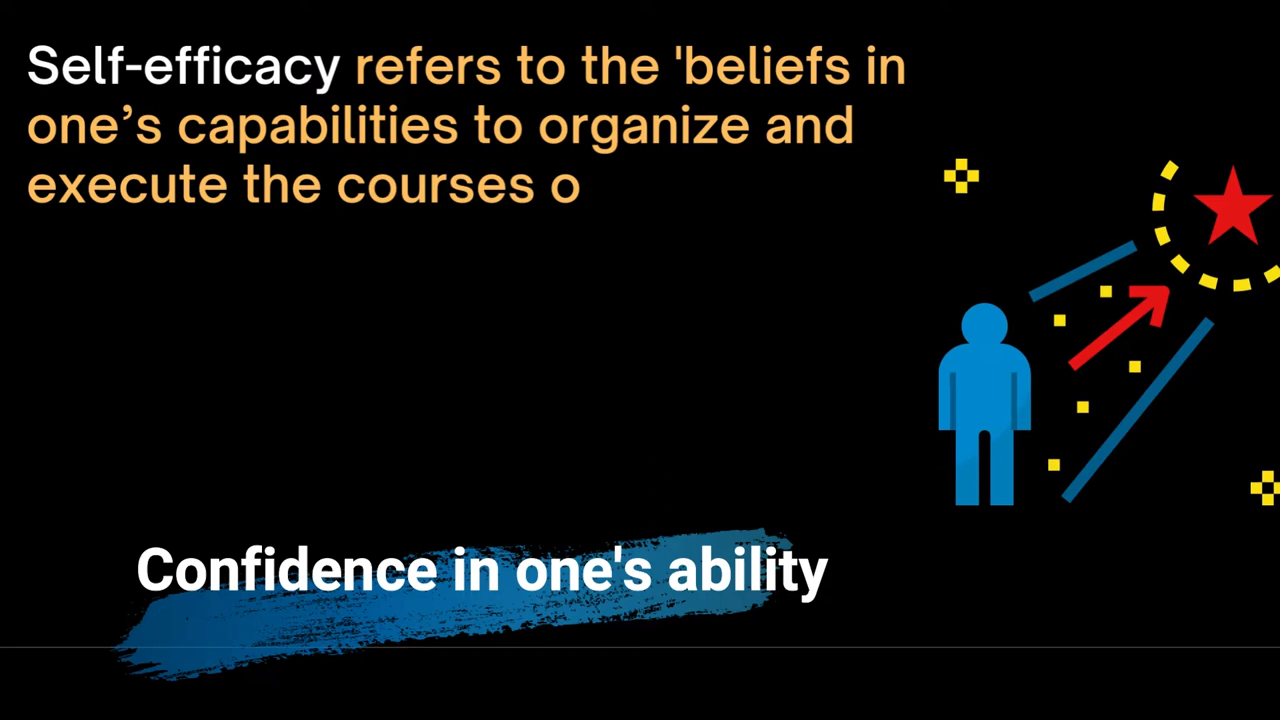 Self-efficacy refers to the 'beliefs in
one’s capabilities to organize and
execute the courses o
Confidence in one's ability